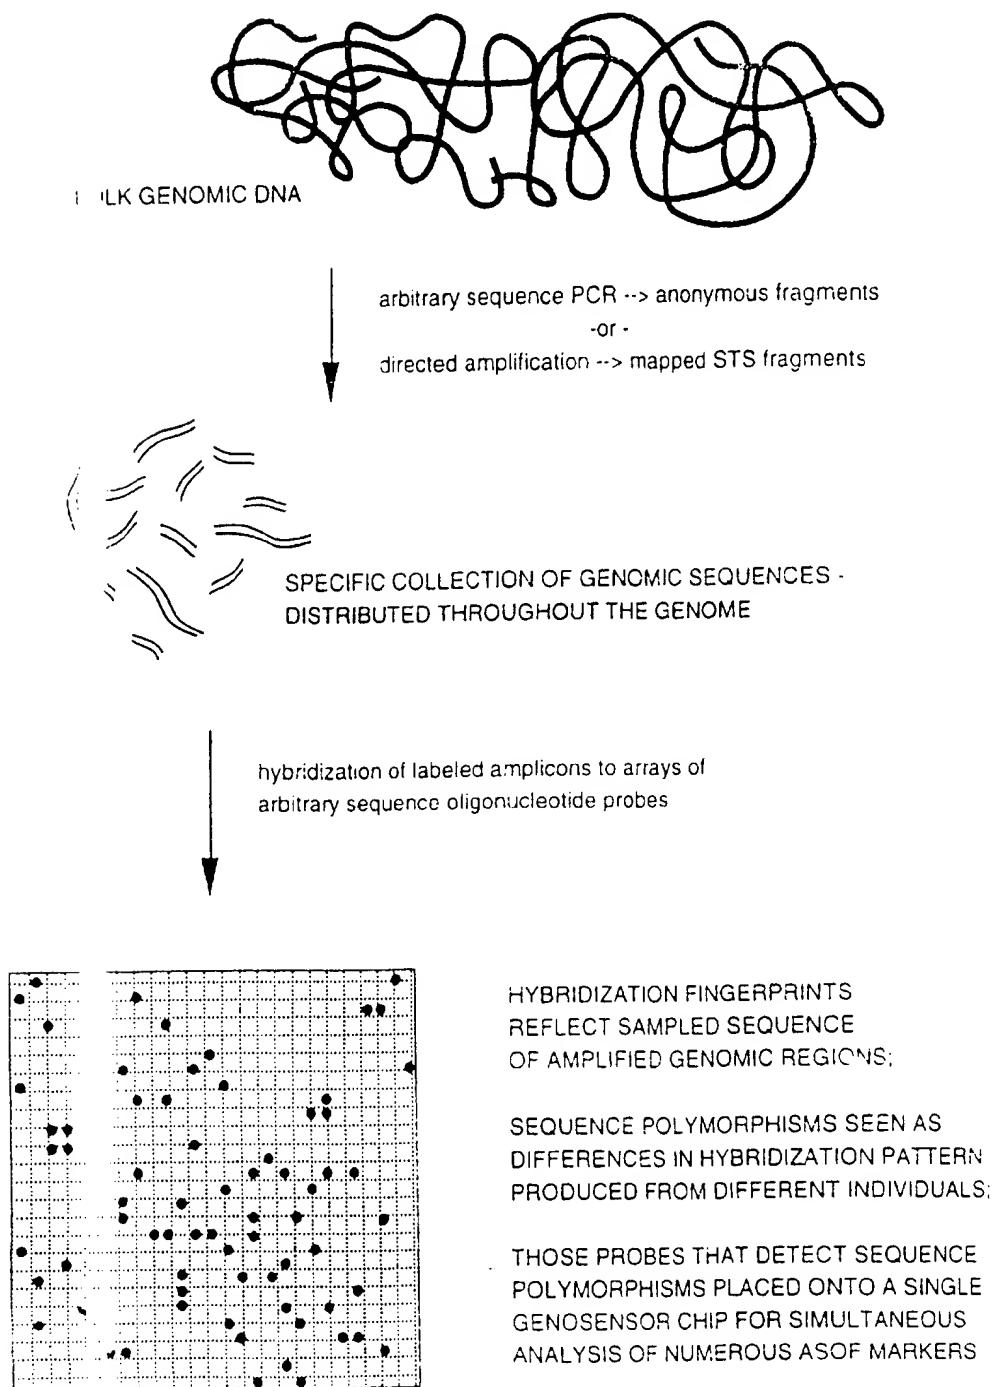 GENOMIC DNA
arbitrary sequence PCR --> anonymous fragments
-or -
directed amplification --> mapped STS fragments
SPECIFIC COLLECTION OF GENOMIC SEQUENCES -
DISTRIBUTED THROUGHOUT THE GENOME
hybridization of labeled amplicons to arrays of
arbitrary sequence oligonucleotide probes
HYBRIDIZATION FINGERPRINTS
REFLECT SAMPLED SEQUENCE
OF AMPLIFIED GENOMIC REGIONS;
SEQUENCE POLYMORPHISMS SEEN AS
DIFFERENCES IN HYBRIDIZATION PATTERN
PRODUCED FROM DIFFERENT INDIVIDUALS;
THOSE PROBES THAT DETECT SEQUENCE
POLYMORPHISMS PLACED ONTO A SINGLE
GENOSENSOR CHIP FOR SIMULTANEOUS
ANALYSIS OF NUMEROUS ASOF MARKERS